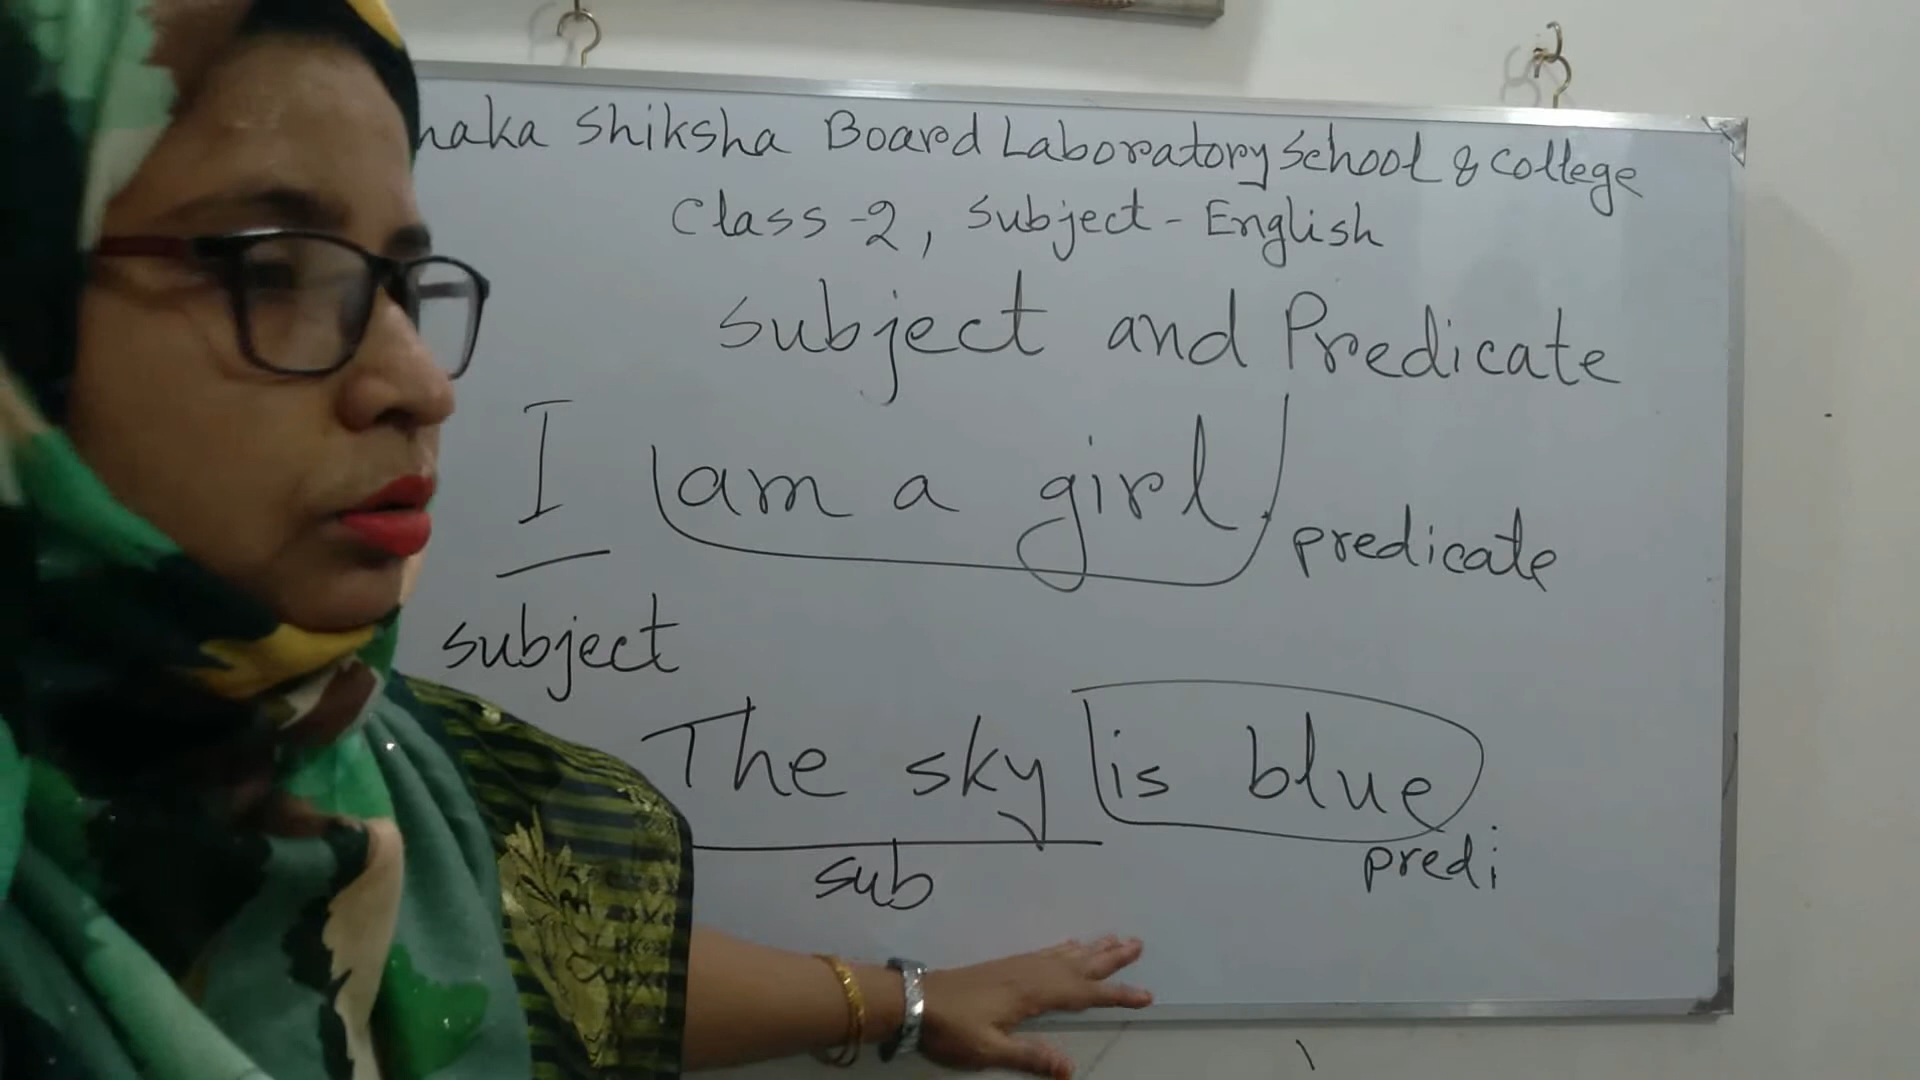 haka Shiksha Board Laboratory School & College
Class-2, Subject-English
Subject and Predicate
I am a girl.
predicate
subject
The sky is blue
sub
predi